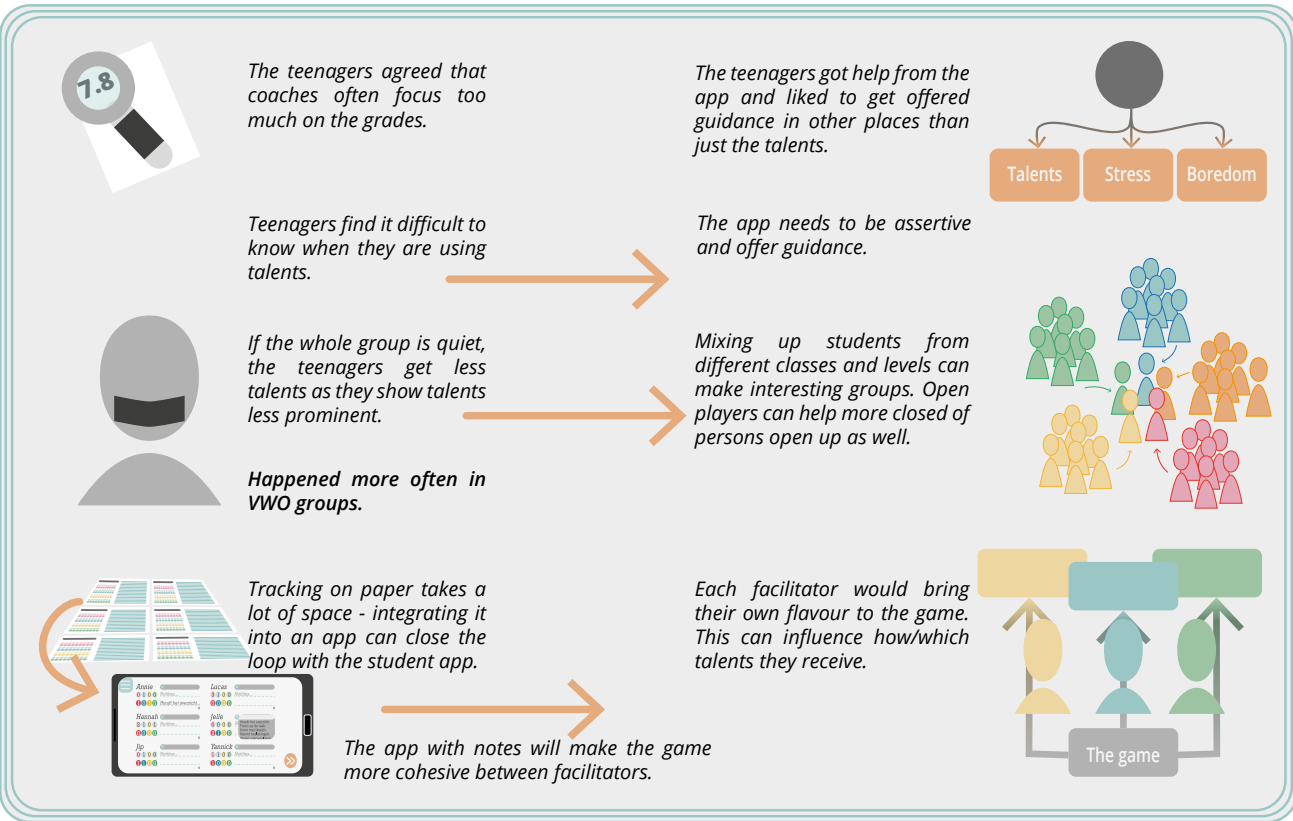 7.8
The teenagers agreed that
coaches often focus too
much on the grades.
The teenagers got help from the
app and liked to get offered
guidance in other places than
just the talents.
Talents
Stress
Boredom
Teenagers find it difficult to
know when they are using
talents.
The app needs to be assertive
and offer guidance.
If the whole group is quiet,
the teenagers get less
talents as they show talents
less prominent.
Happened more often in
VWO groups.
Mixing up students from
different classes and levels can
make interesting groups. Open
players can help more closed of
persons open up as well.
Tracking on paper takes a
lot of space - integrating it
into an app can close the
loop with the student app.
Annie
Lucas
Hannah
Jelle
Jip
Yannick
The app with notes will make the game
more cohesive between facilitators.
Each facilitator would bring
their own flavour to the game.
This can influence how/which
talents they receive.
The game